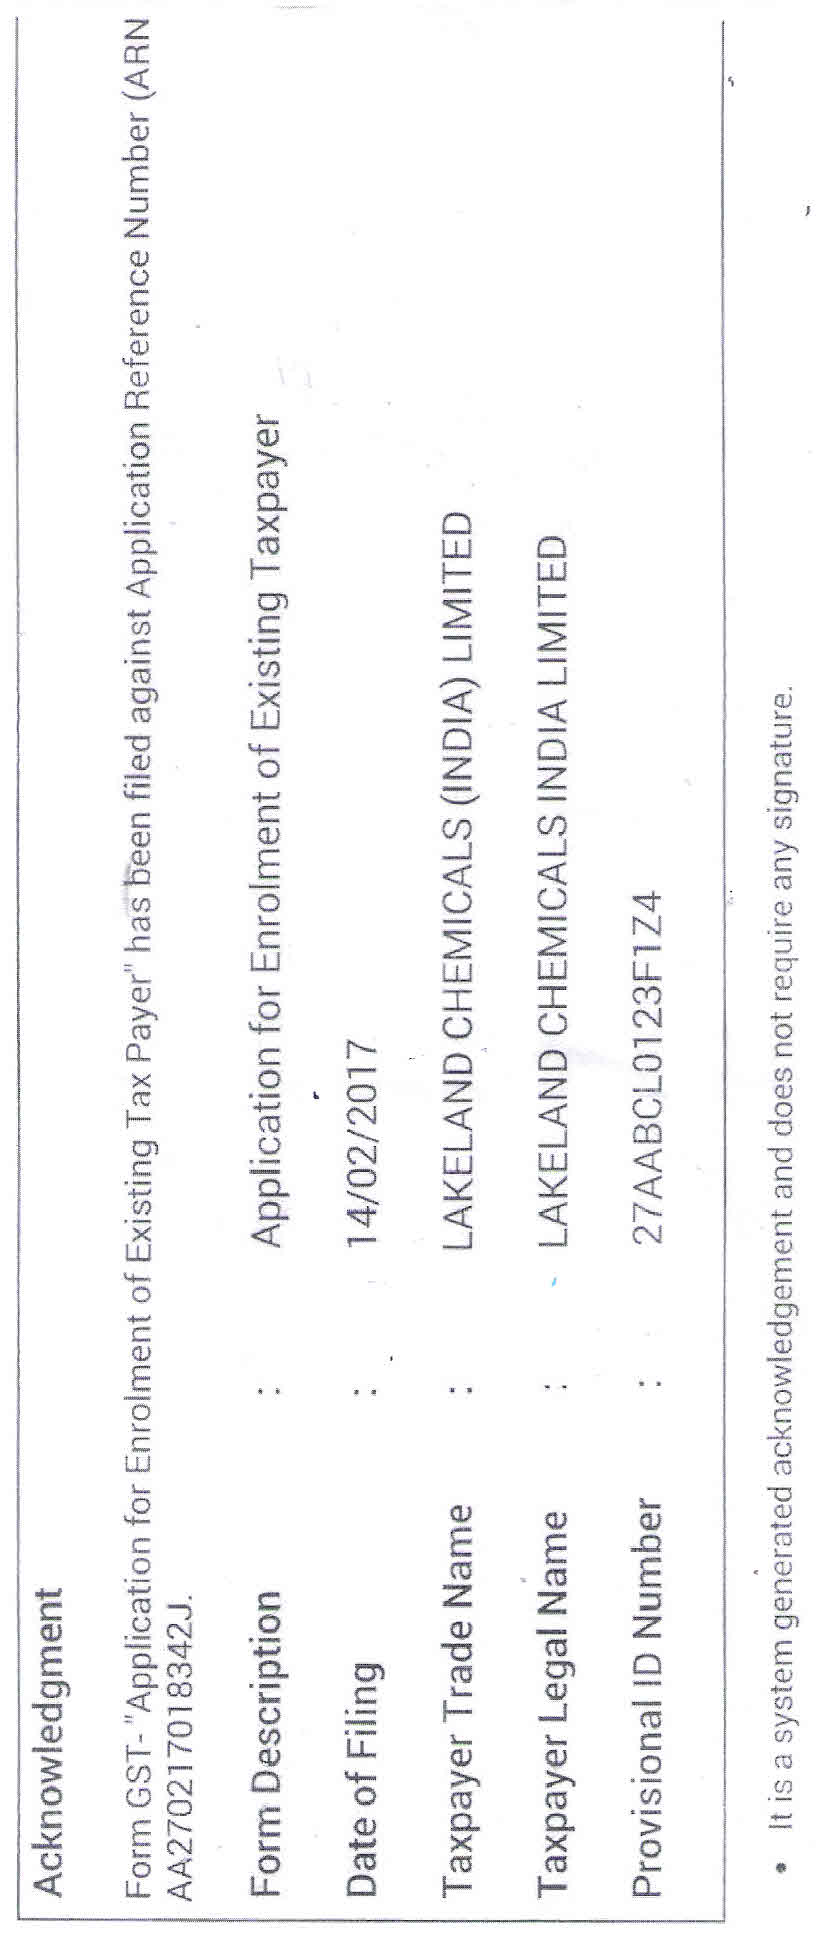 Acknowledgment
Form GST- "Application for Enrolment of Existing Tax Payer" has been filed against Application Reference Number (ARN
AA270217018342J.
Form Description : Application for Enrolment of Existing Taxpayer
Date of Filing : 14/02/2017
Taxpayer Trade Name : LAKELAND CHEMICALS (INDIA) LIMITED
Taxpayer Legal Name : LAKELAND CHEMICALS INDIA LIMITED
Provisional ID Number : 27AABCL0123F1Z4
• It is a system generated acknowledgement and does not require any signature.